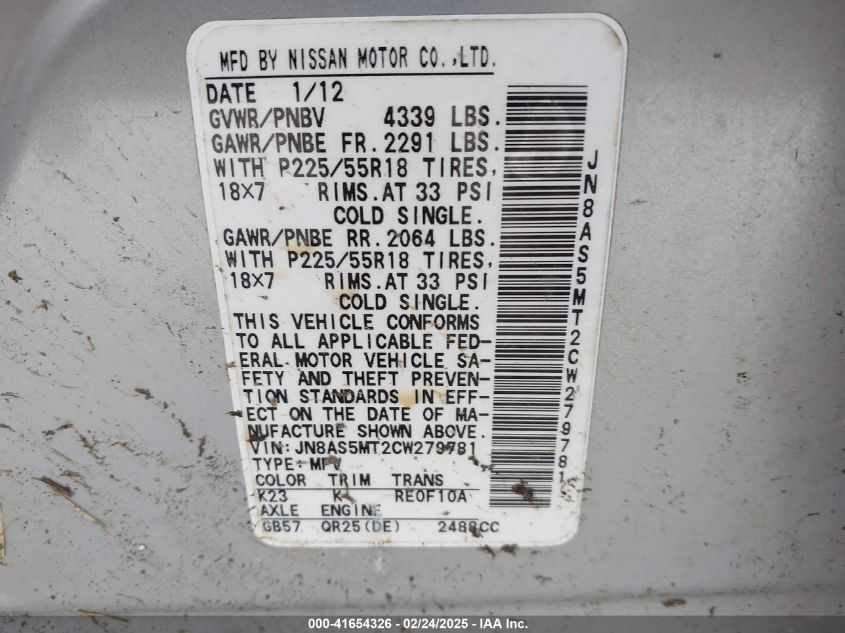 MFD BY NISSAN MOTOR CO.,LTD.
DATE 1/12
GVWR/PNBV 4339 LBS.
GAWR/PNBE FR. 2291 LBS.
WITH P225/55R18 TIRES,
18×7 RIMS.AT 33 PSI
COLD SINGLE.
GAWR/PNBE RR. 2064 LBS.
WITH P225/55R18 TIRES,
18×7 RIMS.AT 33 PSI
COLD SINGLE.
THIS VEHICLE CONFORMS
TO ALL APPLICABLE FED-
ERAL MOTOR VEHICLE SA-
FETY AND THEFT PREVEN-
TION STANDARDS IN EFF-
ECT ON THE DATE OF MA-
NUFACTURE SHOWN ABOVE.
VIN:JN8AS5MT2CW279781
TYPE: MPV
COLOR TRIM TRANS
K23 K RE0F10A
AXLE ENGINE
GB57 QR25(DE) 2488CC
JN8AS5MT2CW279781
000-41654326 - 02/24/2025 - IAA Inc.